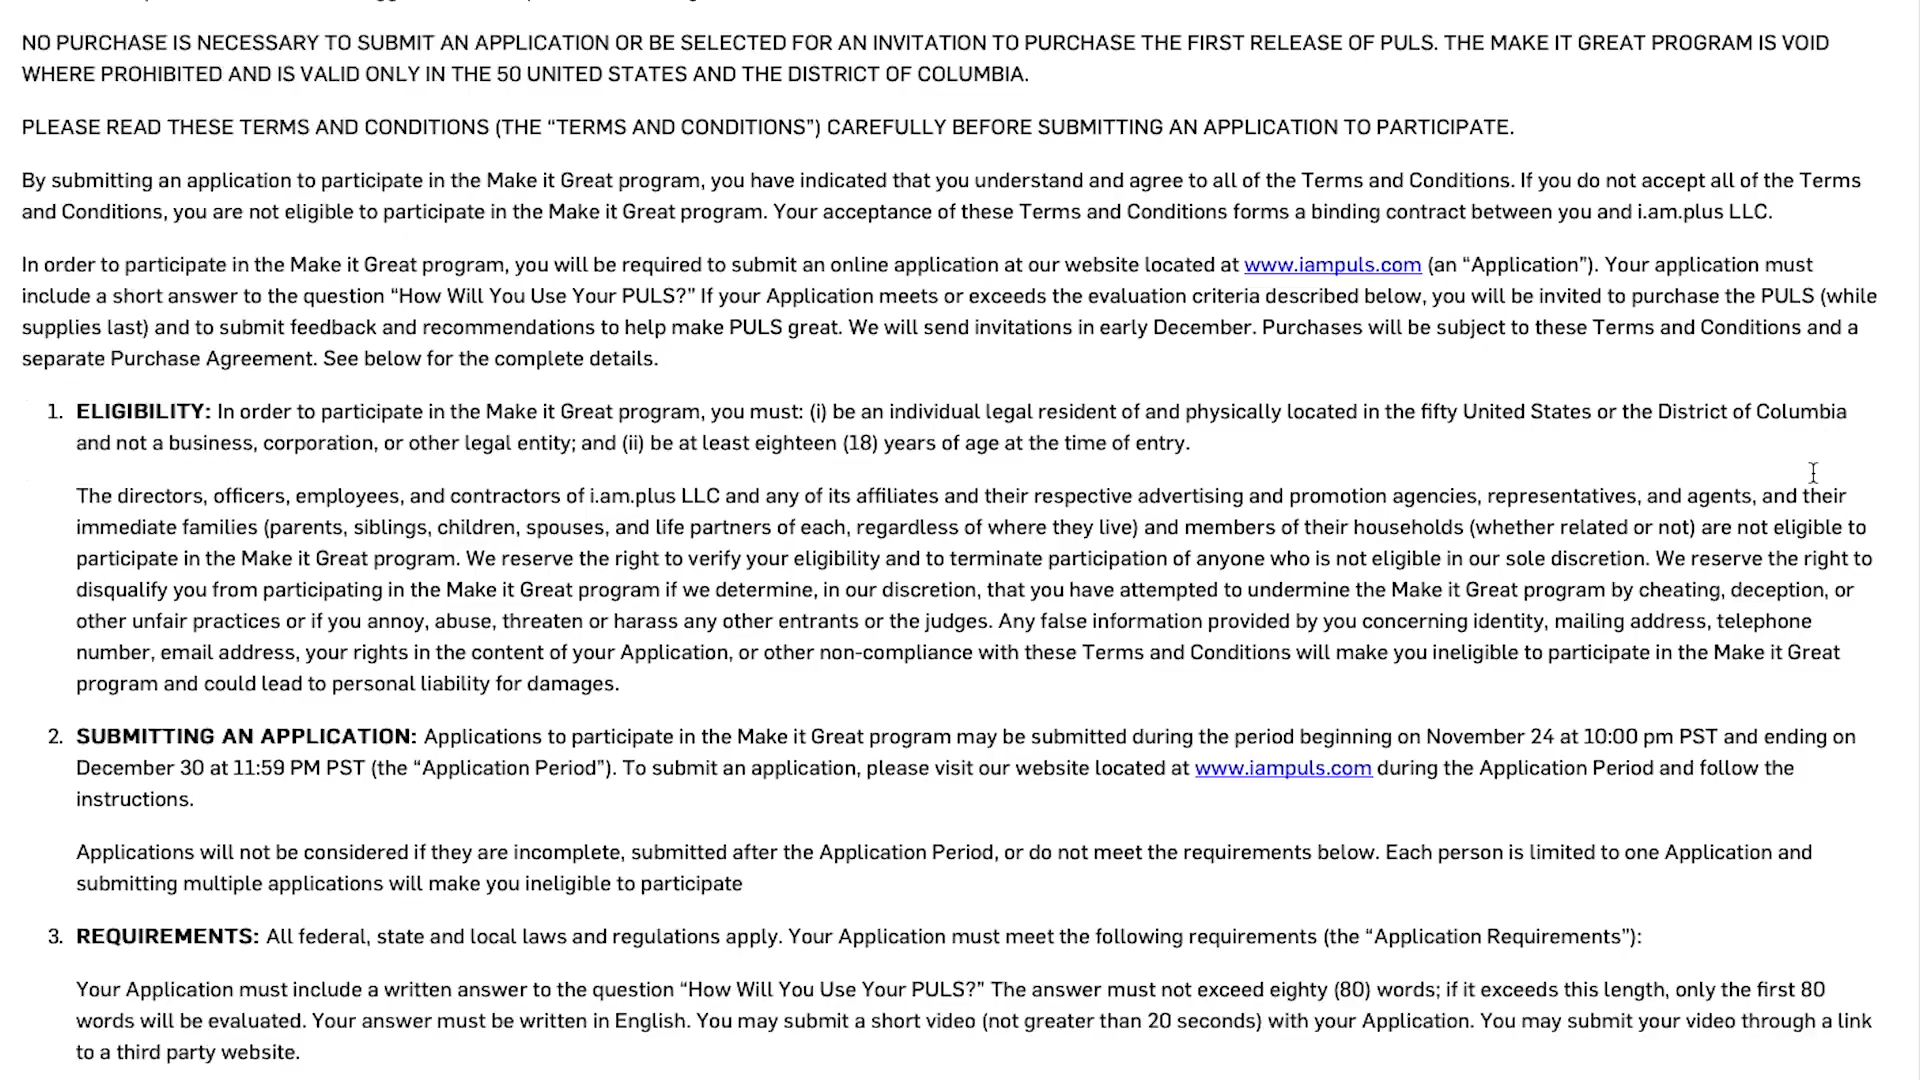 NO PURCHASE IS NECESSARY TO SUBMIT AN APPLICATION OR BE SELECTED FOR AN INVITATION TO PURCHASE THE FIRST RELEASE OF PULS. THE MAKE IT GREAT PROGRAM IS VOID
WHERE PROHIBITED AND IS VALID ONLY IN THE 50 UNITED STATES AND THE DISTRICT OF COLUMBIA.
PLEASE READ THESE TERMS AND CONDITIONS (THE “TERMS AND CONDITIONS”) CAREFULLY BEFORE SUBMITTING AN APPLICATION TO PARTICIPATE.
By submitting an application to participate in the Make it Great program, you have indicated that you understand and agree to all of the Terms and Conditions. If you do not accept all of the Terms
and Conditions, you are not eligible to participate in the Make it Great program. Your acceptance of these Terms and Conditions forms a binding contract between you and i.am.plus LLC.
In order to participate in the Make it Great program, you will be required to submit an online application at our website located at www.iampuls.com (an “Application”). Your application must
include a short answer to the question “How Will You Use Your PULS?” If your Application meets or exceeds the evaluation criteria described below, you will be invited to purchase the PULS (while
supplies last) and to submit feedback and recommendations to help make PULS great. We will send invitations in early December. Purchases will be subject to these Terms and Conditions and a
separate Purchase Agreement. See below for the complete details.
1. ELIGIBILITY: In order to participate in the Make it Great program, you must: (i) be an individual legal resident of and physically located in the fifty United States or the District of Columbia
and not a business, corporation, or other legal entity; and (ii) be at least eighteen (18) years of age at the time of entry.
The directors, officers, employees, and contractors of i.am.plus LLC and any of its affiliates and their respective advertising and promotion agencies, representatives, and agents, and their
immediate families (parents, siblings, children, spouses, and life partners of each, regardless of where they live) and members of their households (whether related or not) are not eligible to
participate in the Make it Great program. We reserve the right to verify your eligibility and to terminate participation of anyone who is not eligible in our sole discretion. We reserve the right to
disqualify you from participating in the Make it Great program if we determine, in our discretion, that you have attempted to undermine the Make it Great program by cheating, deception, or
other unfair practices or if you annoy, abuse, threaten or harass any other entrants or the judges. Any false information provided by you concerning identity, mailing address, telephone
number, email address, your rights in the content of your Application, or other non-compliance with these Terms and Conditions will make you ineligible to participate in the Make it Great
program and could lead to personal liability for damages.
2. SUBMITTING AN APPLICATION: Applications to participate in the Make it Great program may be submitted during the period beginning on November 24 at 10:00 pm PST and ending on
December 30 at 11:59 PM PST (the “Application Period”). To submit an application, please visit our website located at www.iampuls.com during the Application Period and follow the
instructions.
Applications will not be considered if they are incomplete, submitted after the Application Period, or do not meet the requirements below. Each person is limited to one Application and
submitting multiple applications will make you ineligible to participate
3. REQUIREMENTS: All federal, state and local laws and regulations apply. Your Application must meet the following requirements (the “Application Requirements”):
Your Application must include a written answer to the question “How Will You Use Your PULS?” The answer must not exceed eighty (80) words; if it exceeds this length, only the first 80
words will be evaluated. Your answer must be written in English. You may submit a short video (not greater than 20 seconds) with your Application. You may submit your video through a link
to a third party website.